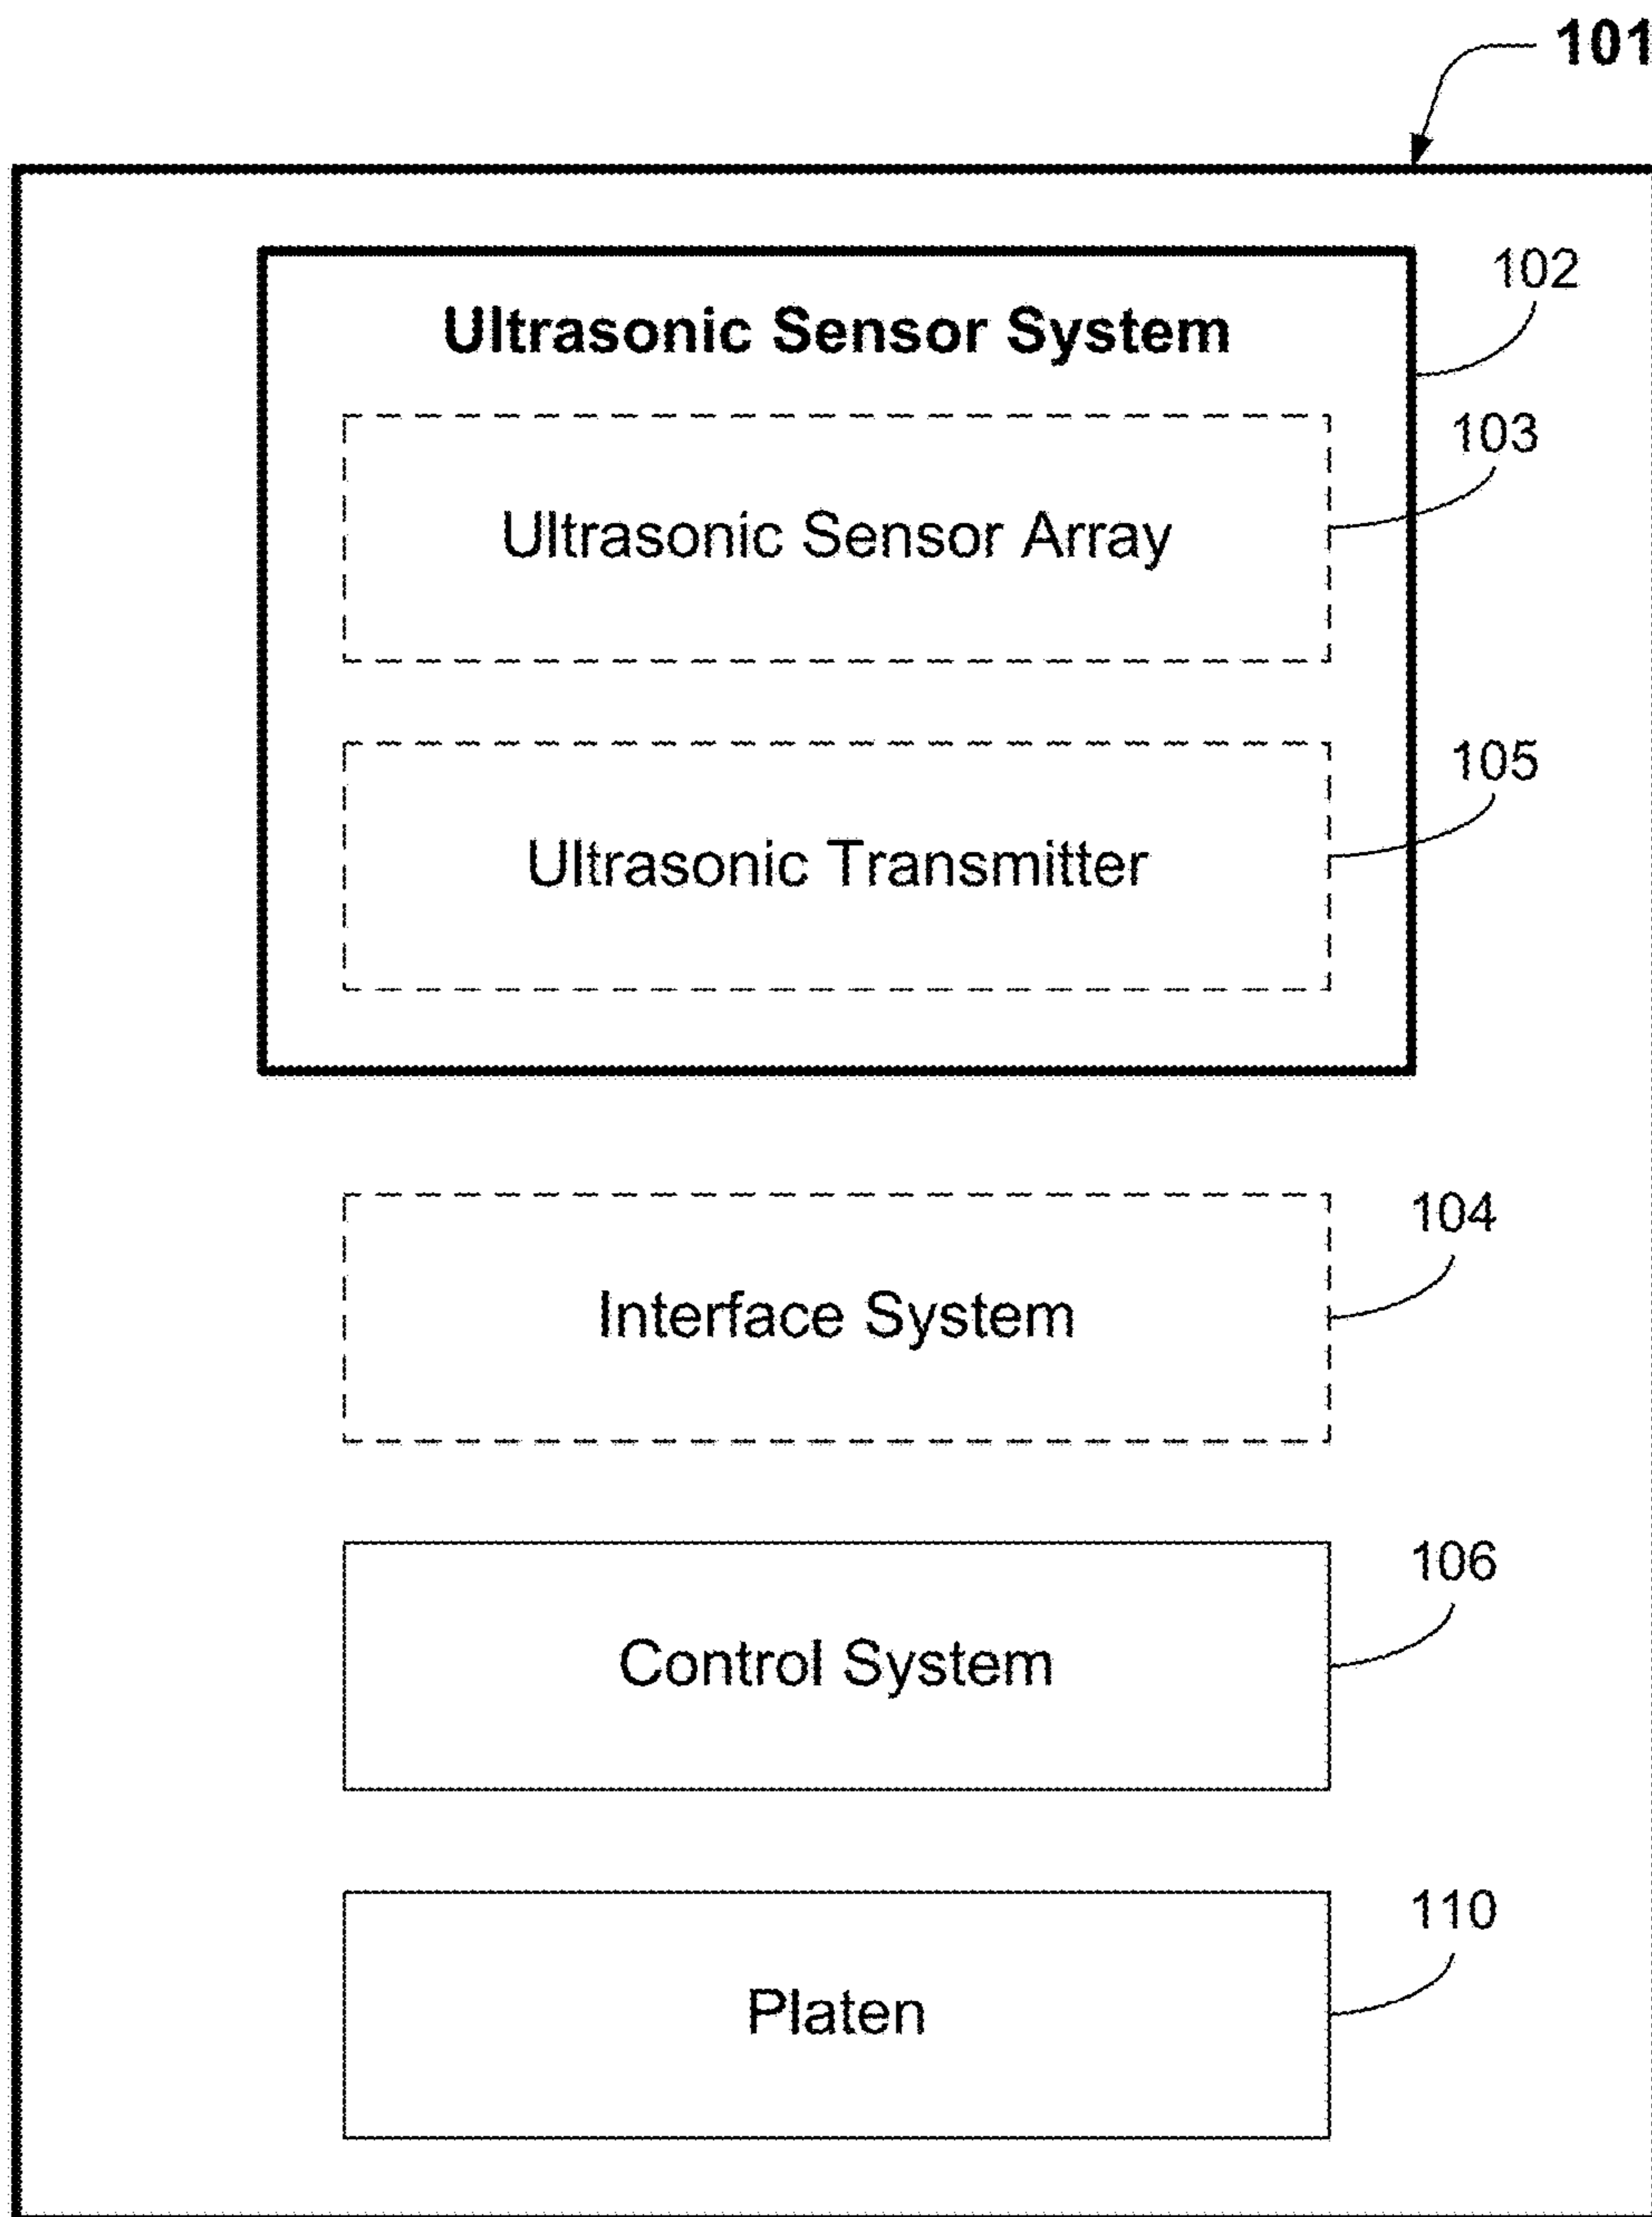 101
102
Ultrasonic Sensor System
103
Ultrasonic Sensor Array
105
Ultrasonic Transmitter
104
Interface System
106
Control System
110
Platen